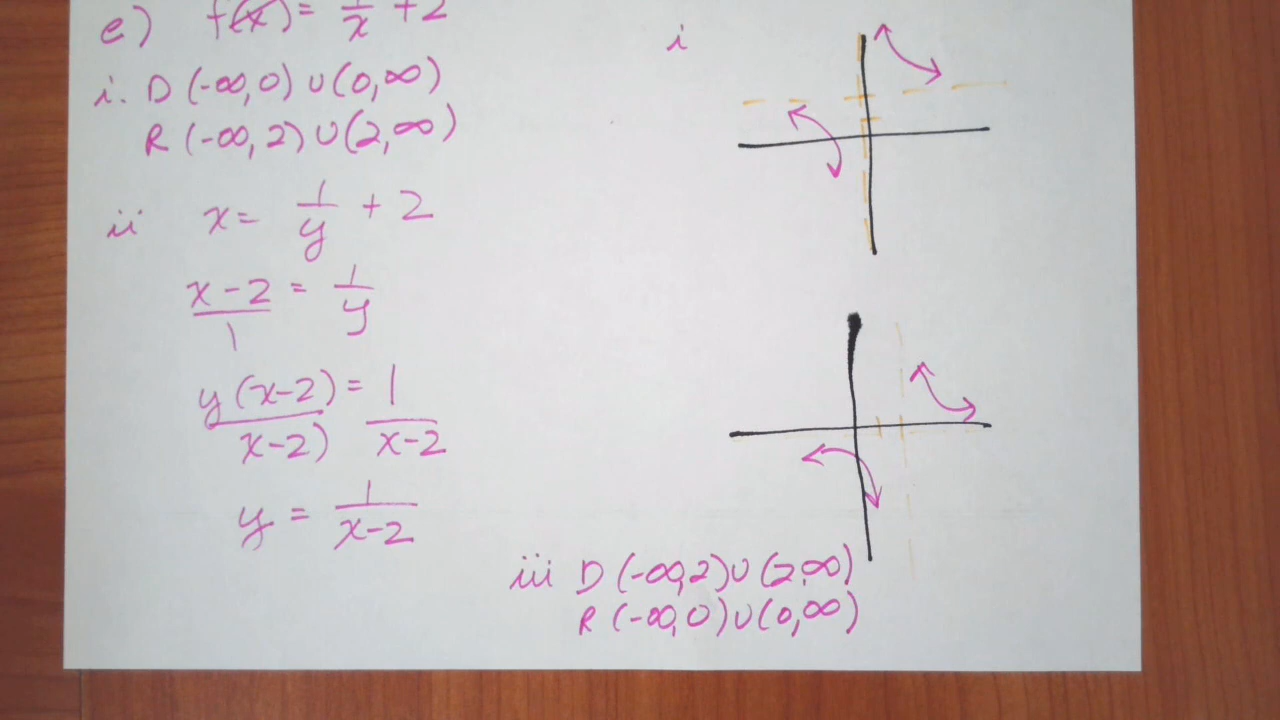 e) f(x) = 1/x + 2
i. D (-∞, 0) ∪ (0, ∞)
R (-∞, 2) ∪ (2, ∞)
ii x = 1/y + 2
x-2/1 = 1/y
y(x-2)/x-2) = 1/x-2
y = 1/x-2
i
iii D (-∞,2) ∪ (2,∞)
R (-∞,0) ∪ (0,∞)